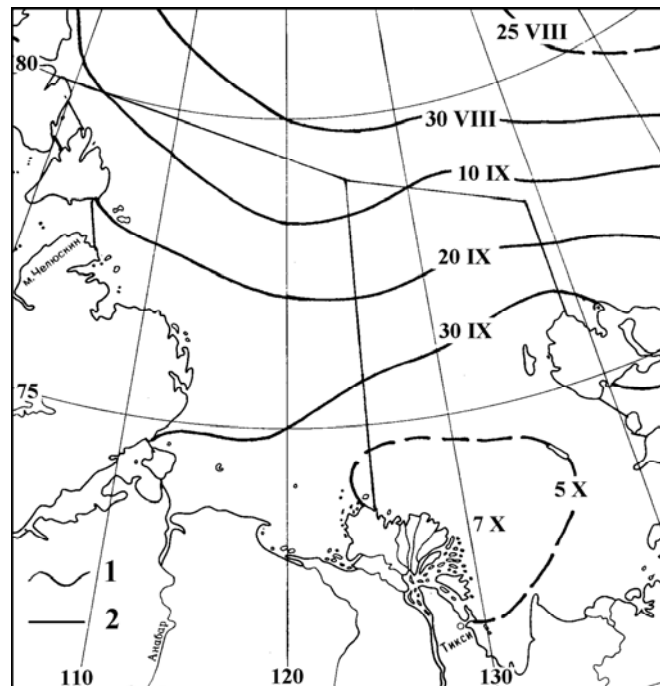 25 VIII
80
30 VIII
10 IX
м. Челюскин
20 IX
30 IX
75
5 X
7 X
1
2
Анабар
Тикси
110
120
130